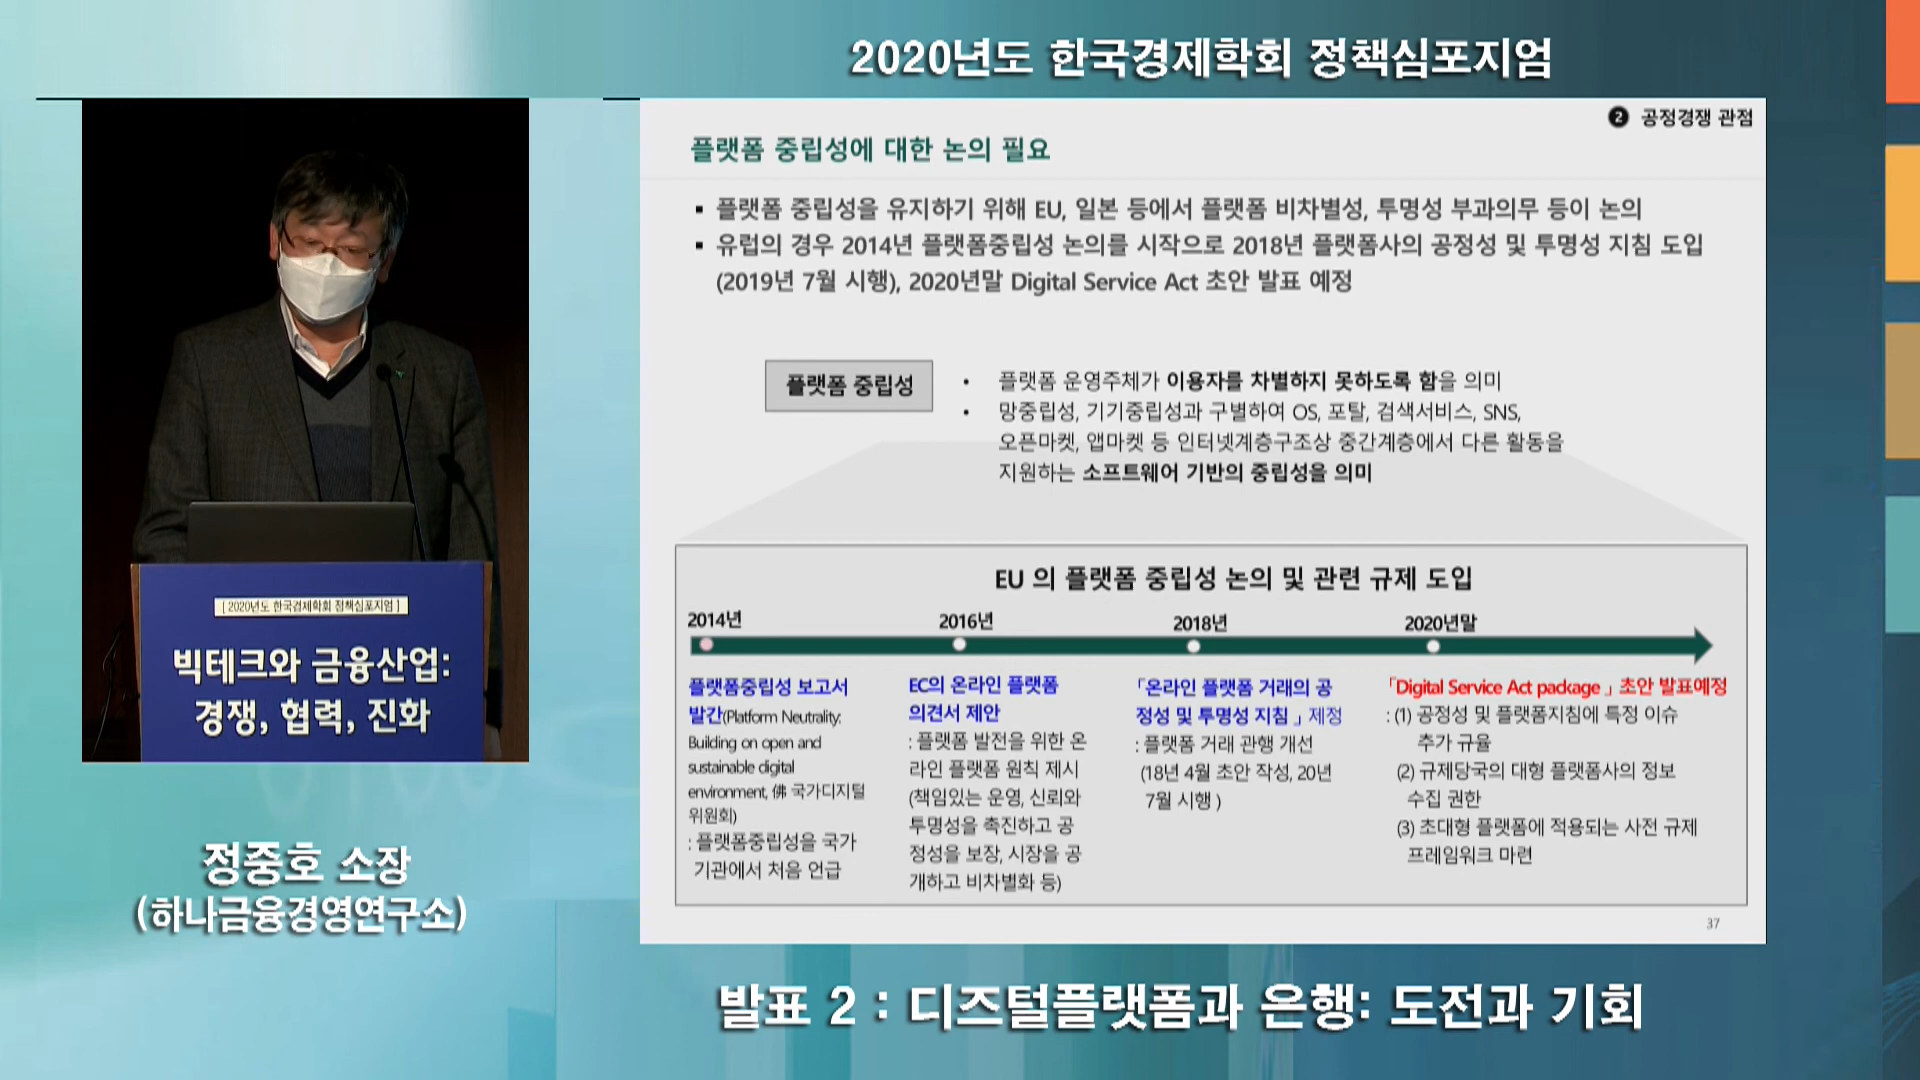 2020년도 한국경제학회 정책심포지엄
❷ 공정경쟁 관점
플랫폼 중립성에 대한 논의 필요
▪ 플랫폼 중립성을 유지하기 위해 EU, 일본 등에서 플랫폼 비차별성, 투명성 부과의무 등이 논의
▪ 유럽의 경우 2014년 플랫폼중립성 논의를 시작으로 2018년 플랫폼사의 공정성 및 투명성 지침 도입
(2019년 7월 시행), 2020년말 Digital Service Act 초안 발표 예정
플랫폼 중립성
• 플랫폼 운영주체가 이용자를 차별하지 못하도록 함을 의미
• 망중립성, 기기중립성과 구별하여 OS, 포탈, 검색서비스, SNS,
오픈마켓, 앱마켓 등 인터넷계층구조상 중간계층에서 다른 활동을
지원하는 소프트웨어 기반의 중립성을 의미
EU 의 플랫폼 중립성 논의 및 관련 규제 도입
2014년
플랫폼중립성 보고서
발간(Platform Neutrality:
Building on open and
sustainable digital
environment, 佛 국가디지털
위원회)
: 플랫폼중립성을 국가
기관에서 처음 언급
2016년
EC의 온라인 플랫폼
의견서 제안
: 플랫폼 발전을 위한 온
라인 플랫폼 원칙 제시
(책임있는 운영, 신뢰와
투명성을 촉진하고 공
정성을 보장, 시장을 공
개하고 비차별화 등)
2018년
「온라인 플랫폼 거래의 공
정성 및 투명성 지침」제정
: 플랫폼 거래 관행 개선
(18년 4월 초안 작성, 20년
7월 시행 )
2020년말
「Digital Service Act package」초안 발표예정
: (1) 공정성 및 플랫폼지침에 특정 이슈
추가 규율
(2) 규제당국의 대형 플랫폼사의 정보
수집 권한
(3) 초대형 플랫폼에 적용되는 사전 규제
프레임워크 마련
37
[ 2020년도 한국경제학회 정책심포지엄 ]
빅테크와 금융산업:
경쟁, 협력, 진화
정중호 소장
(하나금융경영연구소)
발표 2 : 디즈털플랫폼과 은행: 도전과 기회